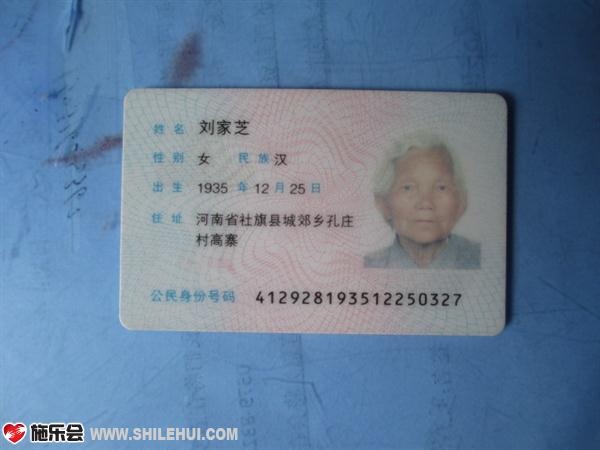 姓名 刘家芝
性别 女 民族 汉
出生 1935 年 12 月 25 日
住址 河南省社旗县城郊乡孔庄
村高寨
公民身份号码 412928193512250327
施乐会 WWW.SHILEHUI.COM